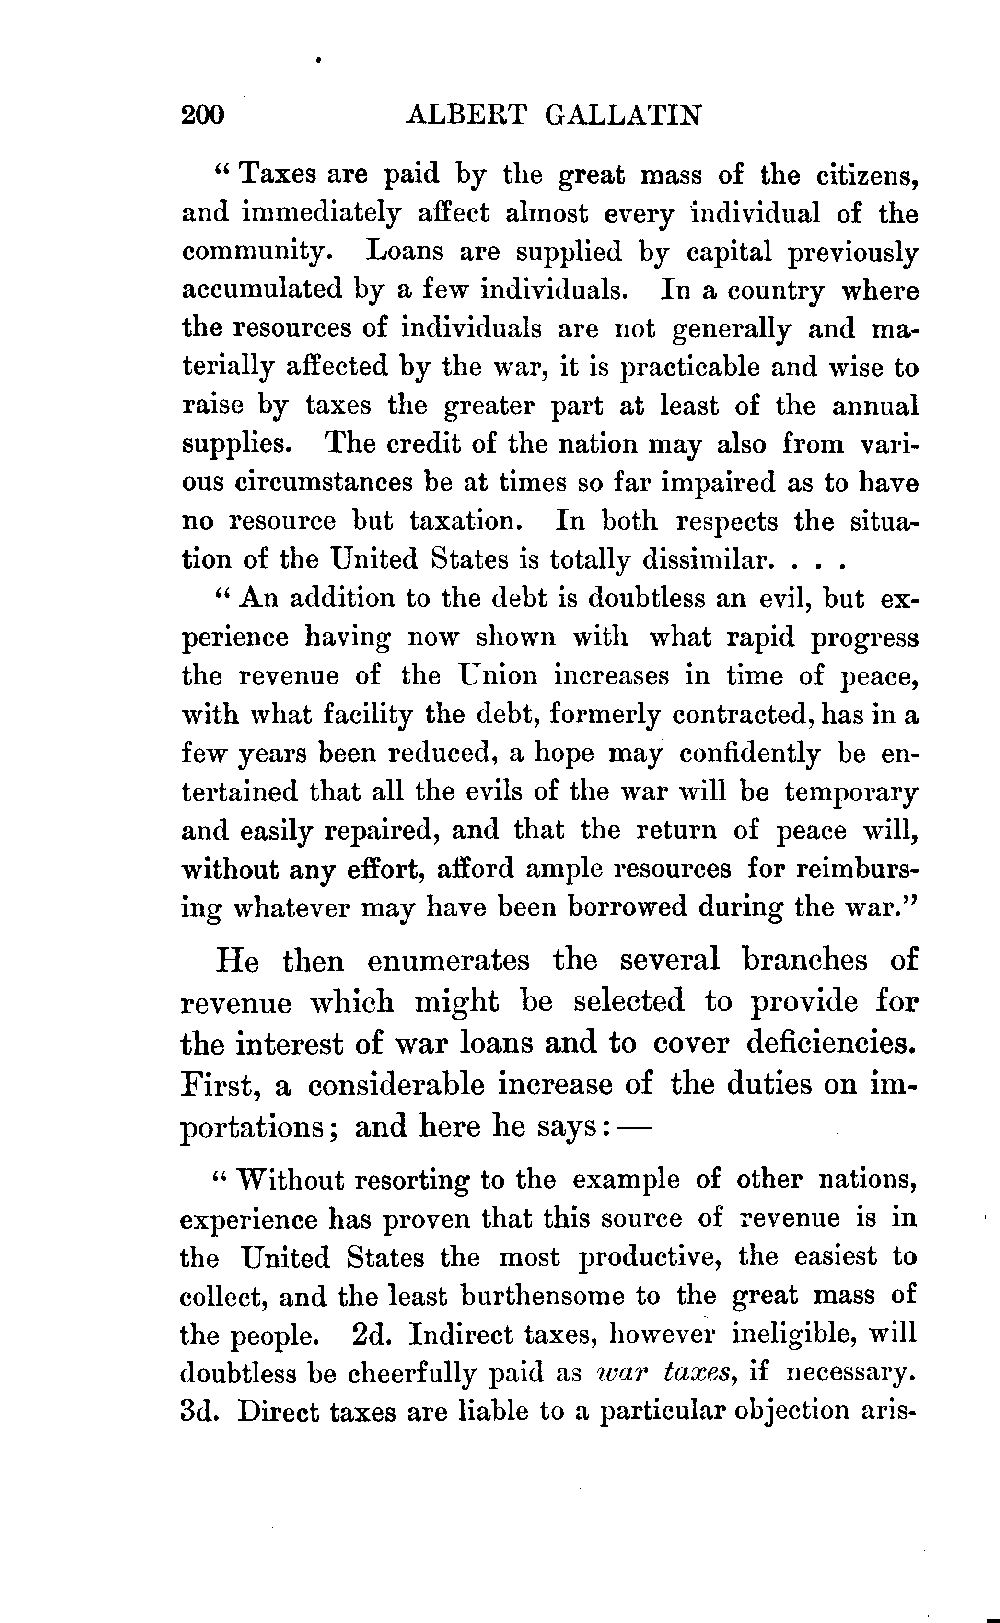 200 ALBERT GALLATIN
“ Taxes are paid by the great mass of the citizens,
and immediately affect almost every individual of the
community. Loans are supplied by capital previously
accumulated by a few individuals. In a country where
the resources of individuals are not generally and ma-
terially affected by the war, it is practicable and wise to
raise by taxes the greater part at least of the annual
supplies. The credit of the nation may also from vari-
ous circumstances be at times so far impaired as to have
no resource but taxation. In both respects the situa-
tion of the United States is totally dissimilar. . . .
“ An addition to the debt is doubtless an evil, but ex-
perience having now shown with what rapid progress
the revenue of the Union increases in time of peace,
with what facility the debt, formerly contracted, has in a
few years been reduced, a hope may confidently be en-
tertained that all the evils of the war will be temporary
and easily repaired, and that the return of peace will,
without any effort, afford ample resources for reimburs-
ing whatever may have been borrowed during the war.”
He then enumerates the several branches of
revenue which might be selected to provide for
the interest of war loans and to cover deficiencies.
First, a considerable increase of the duties on im-
portations; and here he says: —
“ Without resorting to the example of other nations,
experience has proven that this source of revenue is in
the United States the most productive, the easiest to
collect, and the least burthensome to the great mass of
the people. 2d. Indirect taxes, however ineligible, will
doubtless be cheerfully paid as war taxes, if necessary.
3d. Direct taxes are liable to a particular objection aris-